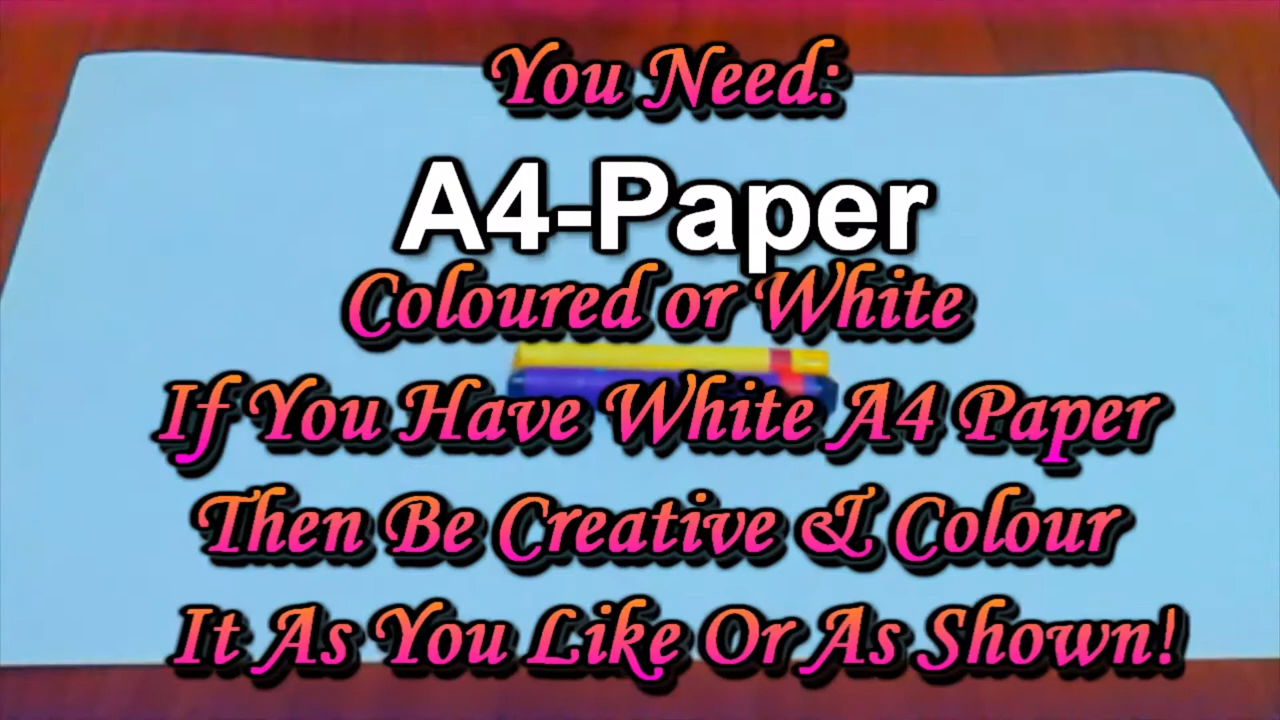 You Need:
A4-Paper
Coloured or White
If You Have White A4 Paper
Then Be Creative & Colour
It As You Like Or As Shown!